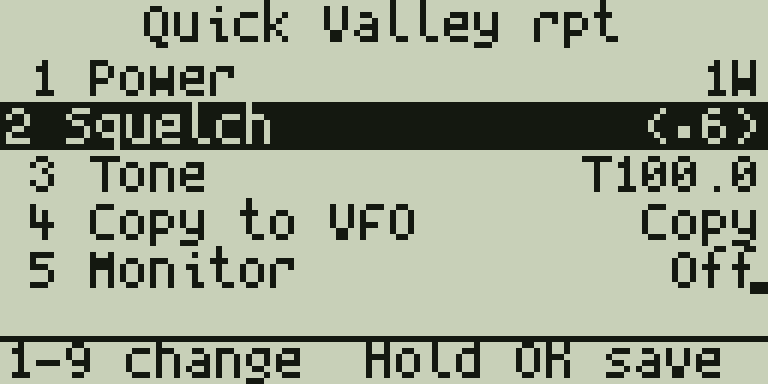 Quick Valley rpt
1 Power 1W
2 Squelch (.6)
3 Tone T100.0
4 Copy to VFO Copy
5 Monitor Off
1-9 change Hold OK save